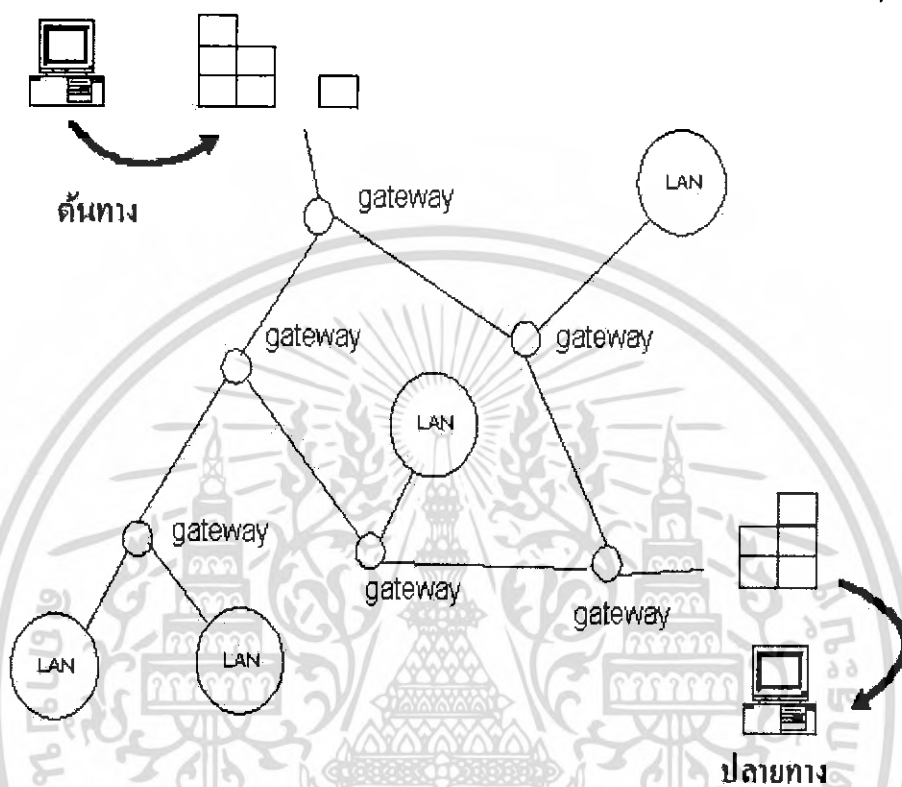 ต้นทาง
gateway
LAN
gateway
gateway
LAN
gateway
gateway
gateway
LAN
LAN
ปลายทาง